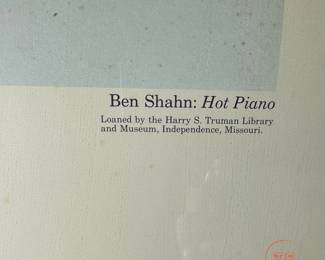 Ben Shahn: Hot Piano
Loaned by the Harry S. Truman Library
and Museum, Independence, Missouri.